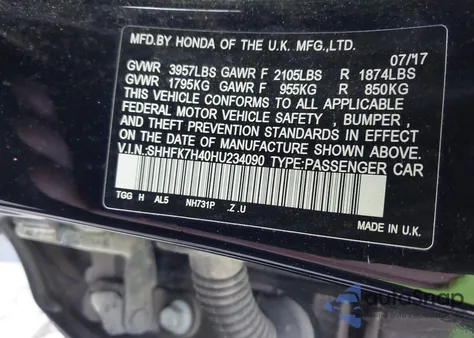 MFD.BY HONDA OF THE U.K. MFG.,LTD.
07/17
GVWR 3957LBS GAWR F 2105LBS R 1874LBS
GVWR 1795KG GAWR F 955KG R 850KG
THIS VEHICLE CONFORMS TO ALL APPLICABLE
FEDERAL MOTOR VEHICLE SAFETY , BUMPER ,
AND THEFT PREVENTION STANDARDS IN EFFECT
ON THE DATE OF MANUFACTURE SHOWN ABOVE.
V.I.N.:SHHFK7H40HU234090 TYPE:PASSENGER CAR
TGG H AL5 NH731P .Z .U
MADE IN U.K.
AutoSnap